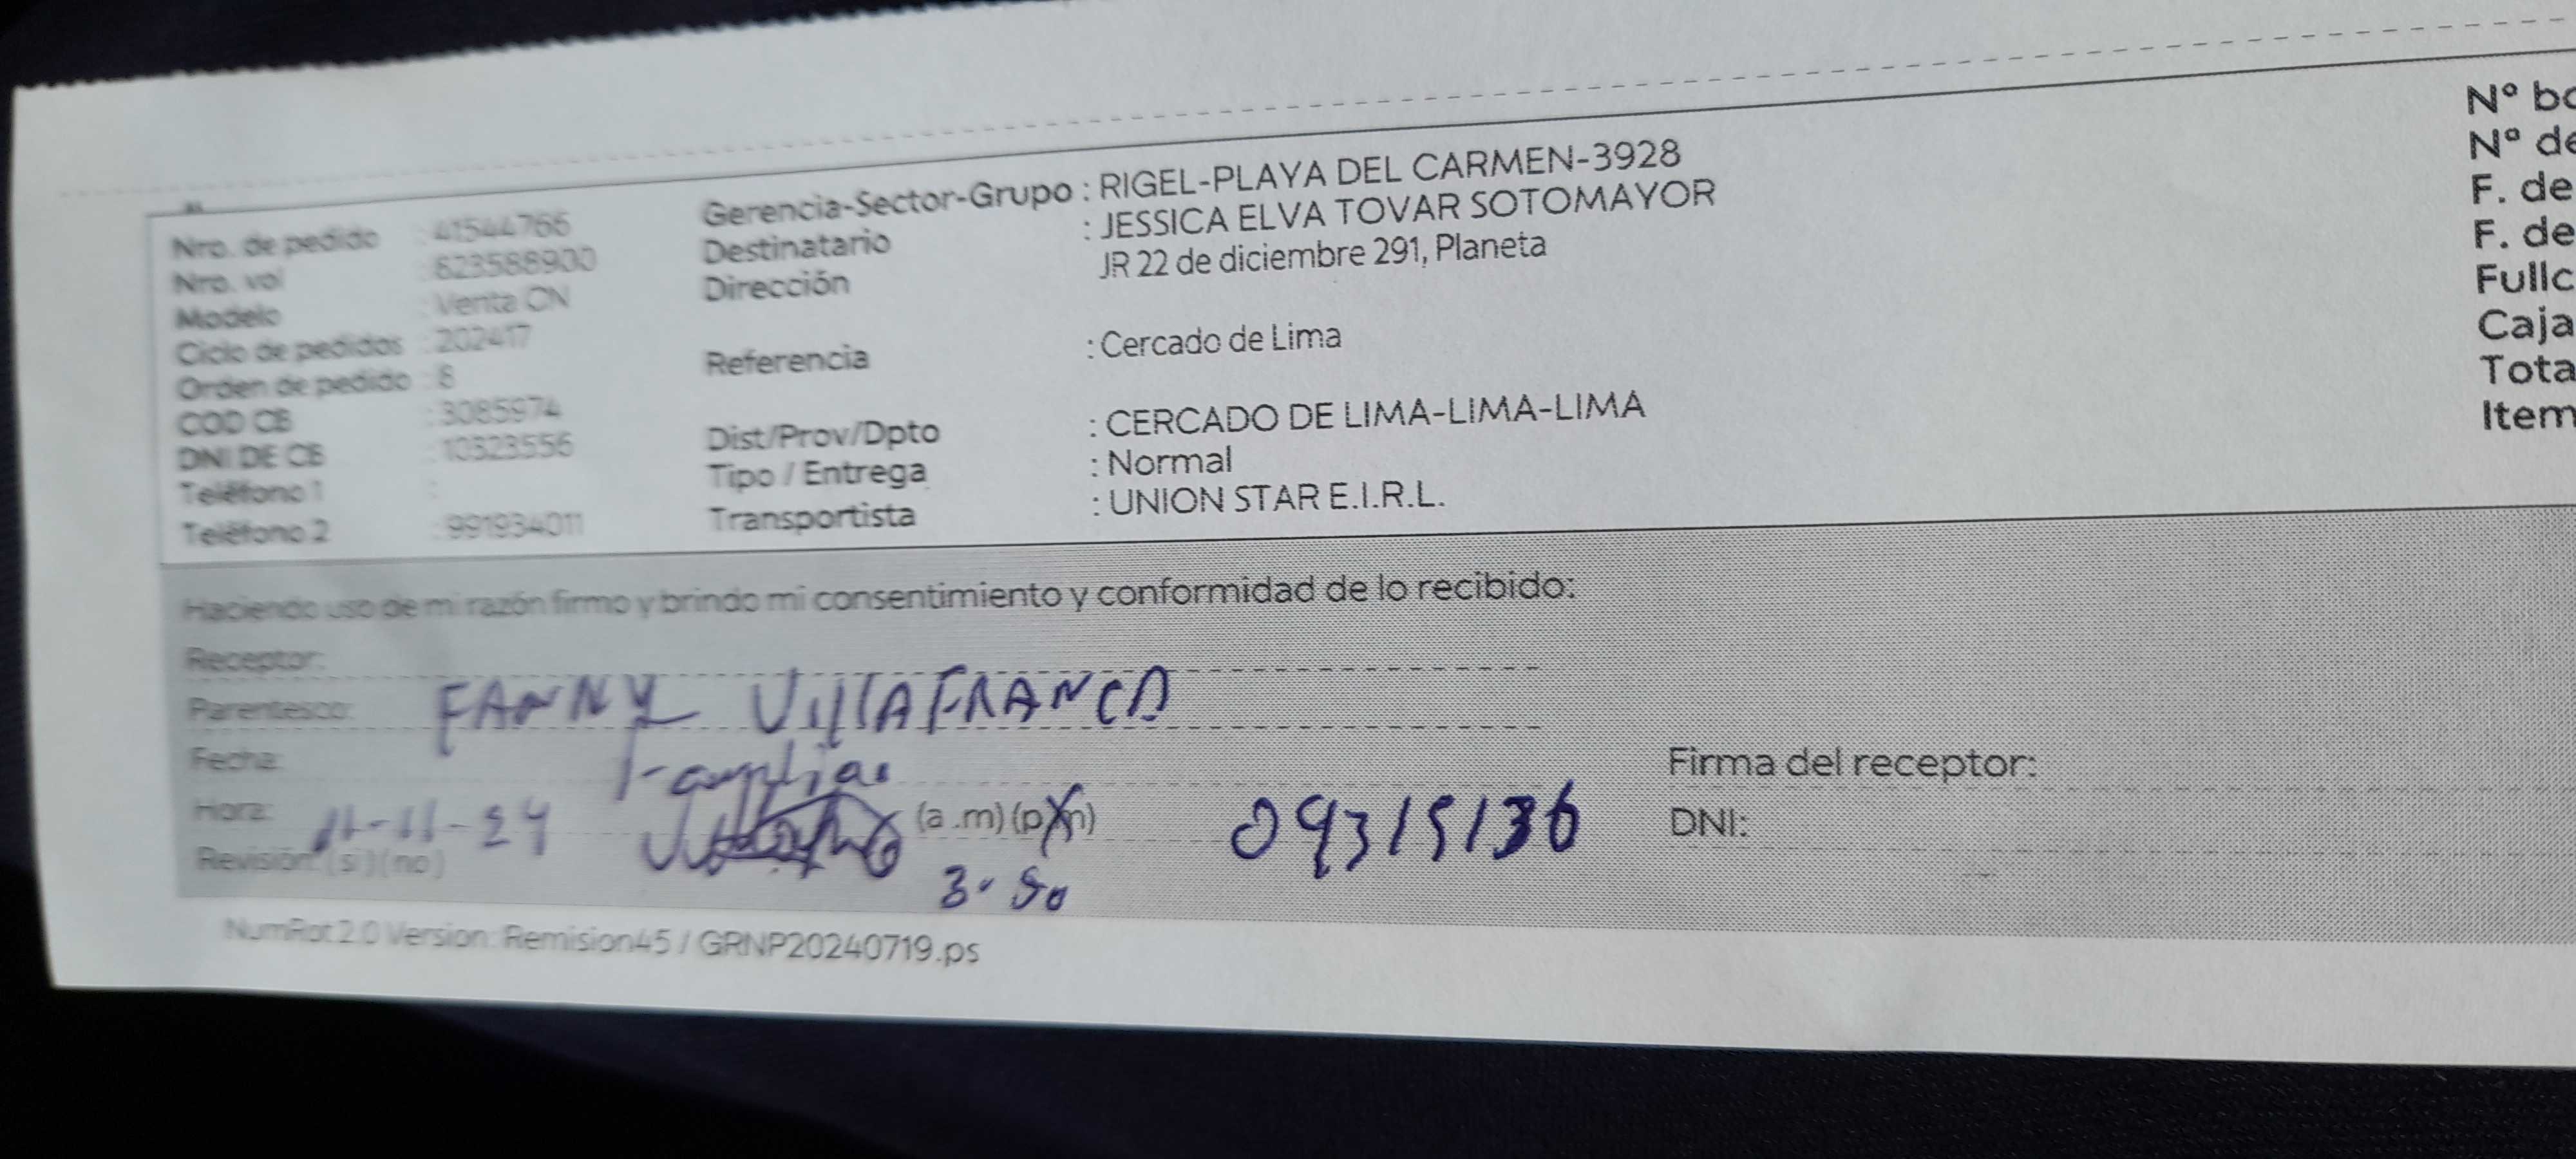 Nro. de pedido : 41544766
Nro. vol : 623588900
Modelo : Venta CN
Ciclo de pedidos : 202417
Orden de pedido : 8
COD CB : 3085974
DNI DE CB : 10323556
Teléfono 1 :
Teléfono 2 : 991934011
Gerencia-Sector-Grupo : RIGEL-PLAYA DEL CARMEN-3928
Destinatario : JESSICA ELVA TOVAR SOTOMAYOR
Dirección JR 22 de diciembre 291, Planeta
Referencia : Cercado de Lima
Dist/Prov/Dpto : CERCADO DE LIMA-LIMA-LIMA
Tipo / Entrega : Normal
Transportista : UNION STAR E.I.R.L.
N° bo
N° de
F. de
F. de
Fullc
Caja
Tota
Item
Haciendo uso de mi razón firmo y brindo mi consentimiento y conformidad de lo recibido:
Receptor:
Parentesco: FANNY VIllAFRANCA
Fecha:
Hora: 11-11-24 (a .m) (p.m) 09315136
Revisión: (si) (no) 3. 50
Firma del receptor:
DNI:
NumRot 2.0 Version: Remision45 / GRNP20240719.ps